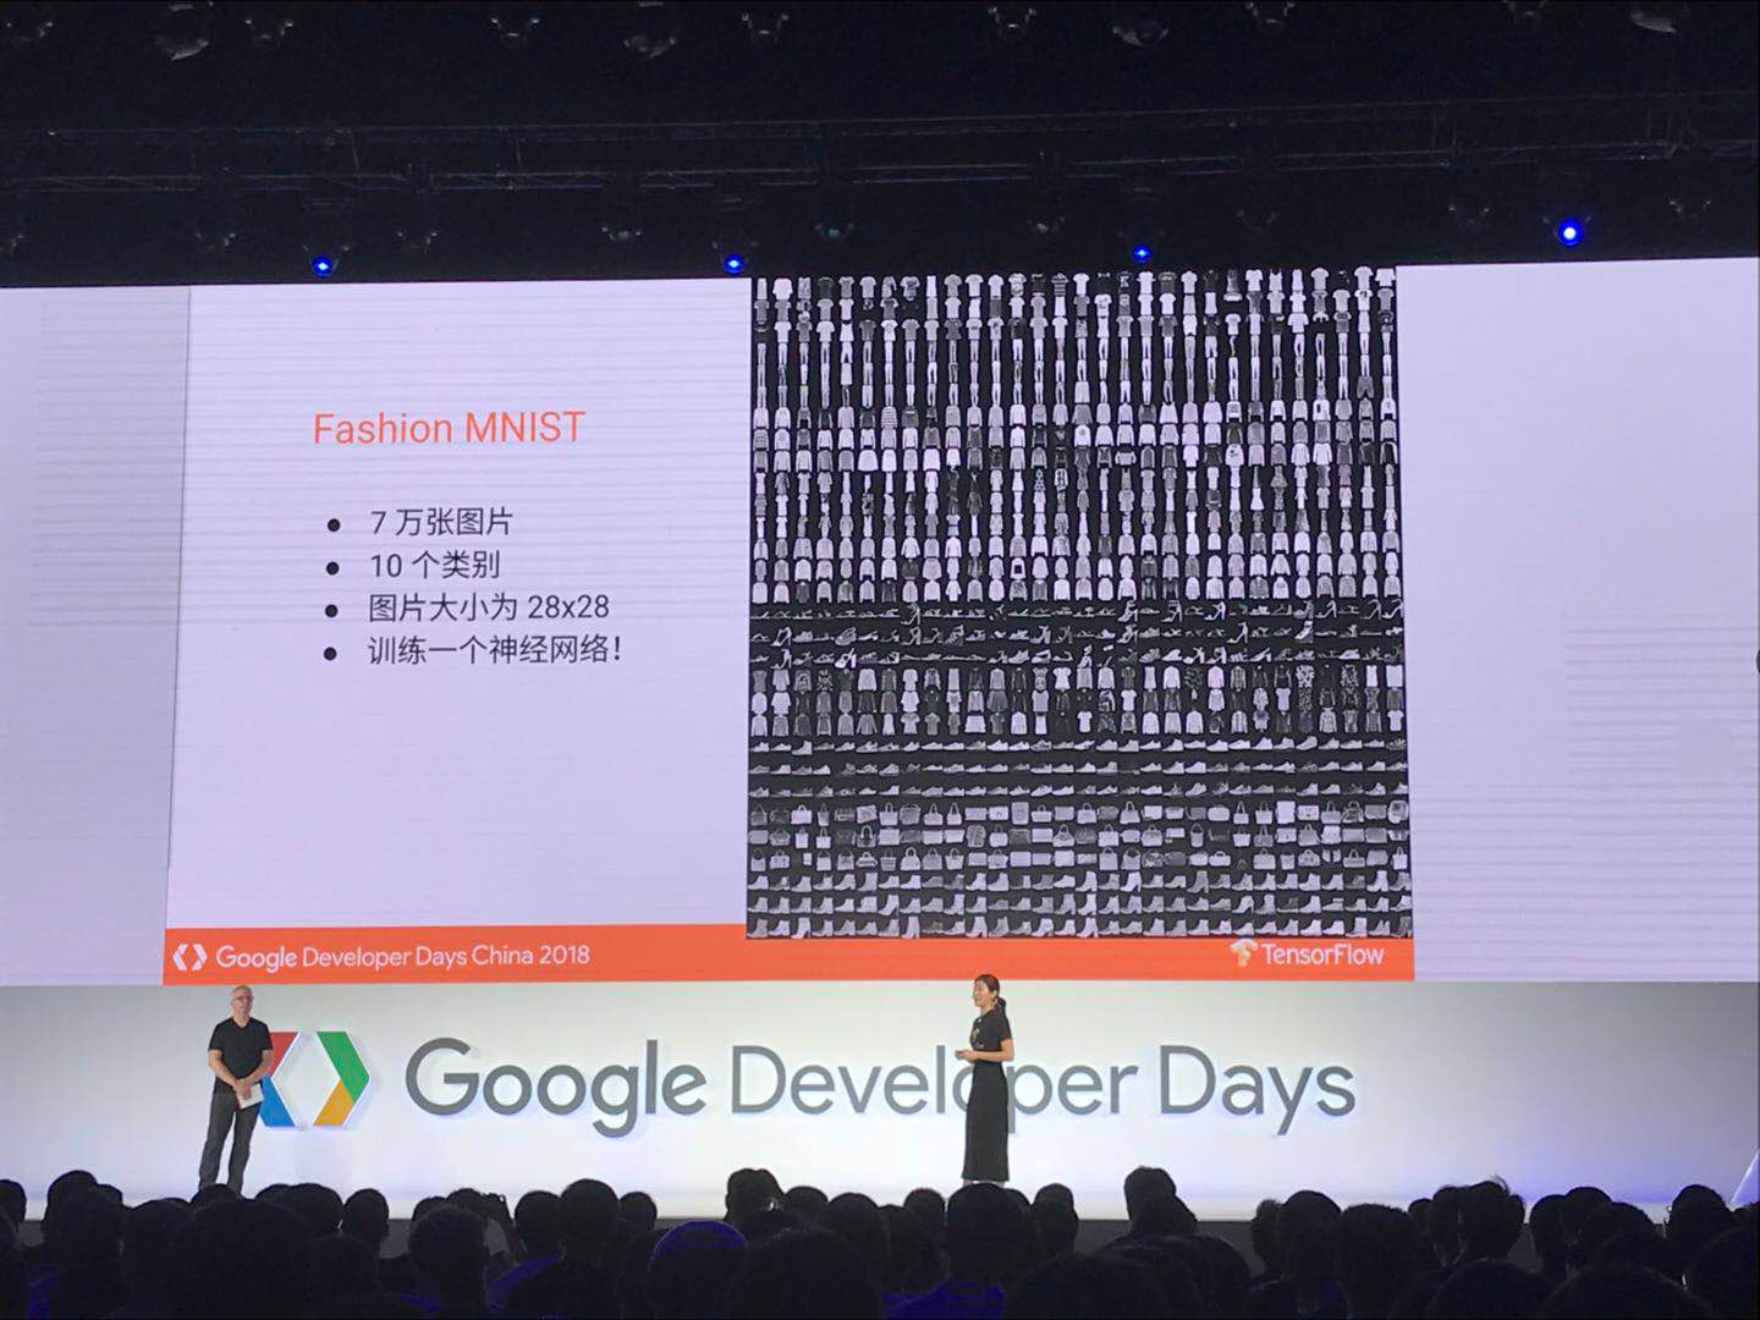 Fashion MNIST
● 7 万张图片
● 10 个类别
● 图片大小为 28x28
● 训练一个神经网络!
Google Developer Days China 2018
TensorFlow
Google Developer Days